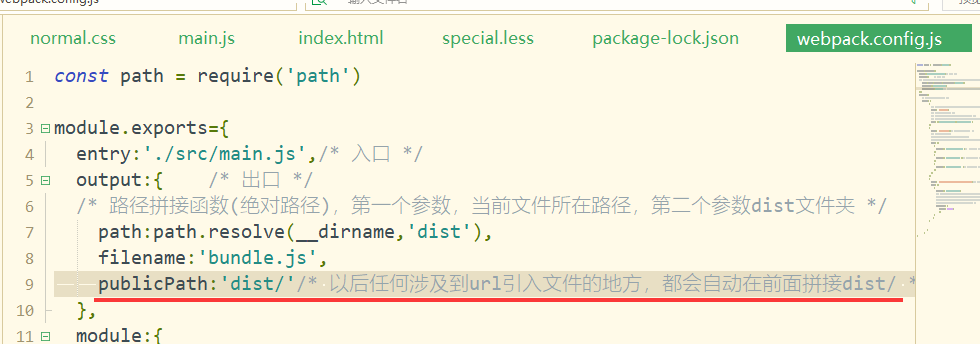 webpack.config.js
normal.css main.js index.html special.less package-lock.json webpack.config.js
1 const path = require('path')
2
3 module.exports={
4 entry:'./src/main.js',/* 入口 */
5 output:{ /* 出口 */
6 /* 路径拼接函数(绝对路径)，第一个参数，当前文件所在路径，第二个参数dist文件夹 */
7 path:path.resolve(__dirname,'dist'),
8 filename:'bundle.js',
9 publicPath:'dist/'/* 以后任何涉及到url引入文件的地方，都会自动在前面拼接dist/ *
10 },
11 module:{